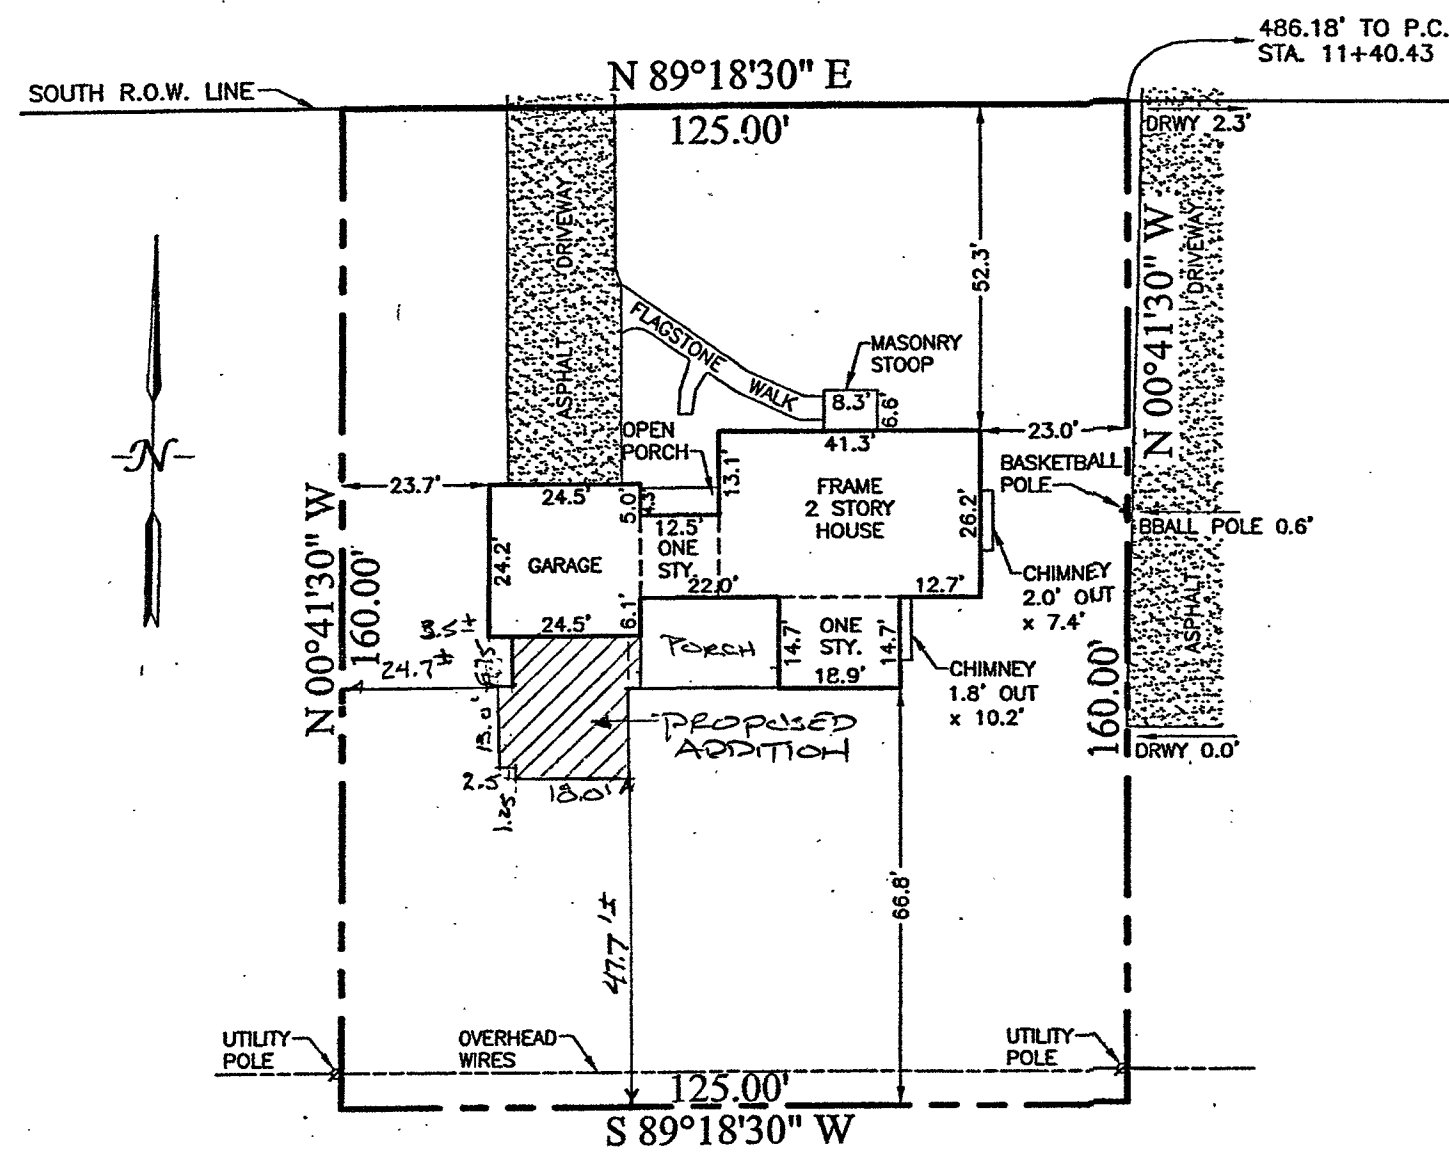 486.18' TO P.C.
STA. 11+40.43
N 89°18'30" E
SOUTH R.O.W. LINE
125.00'
DRWY 2.3'
ASPHALT DRIVEWAY
52.3'
N 00°41'30" W
ASPHALT DRIVEWAY
FLAGSTONE WALK
MASONRY
STOOP
8.3'
6.6'
N
OPEN
PORCH
41.3'
23.0'
13.1'
BASKETBALL
POLE
23.7'
24.5'
5.0'
4.3'
FRAME
2 STORY
HOUSE
26.2'
BBALL POLE 0.6'
12.5'
ONE
STY.
24.2'
GARAGE
22.0'
12.7'
CHIMNEY
2.0' OUT
x 7.4'
N 00°41'30" W
160.00'
24.5'
6.1'
3.5'±
PORCH
14.7'
ONE
STY.
14.7'
18.9'
CHIMNEY
1.8' OUT
x 10.2'
24.7'±
160.00'
PROPOSED
ADDITION
DRWY 0.0'
2.5'
18.0'
1.25
47.7'±
66.8'
UTILITY
POLE
OVERHEAD
WIRES
UTILITY
POLE
125.00'
S 89°18'30" W